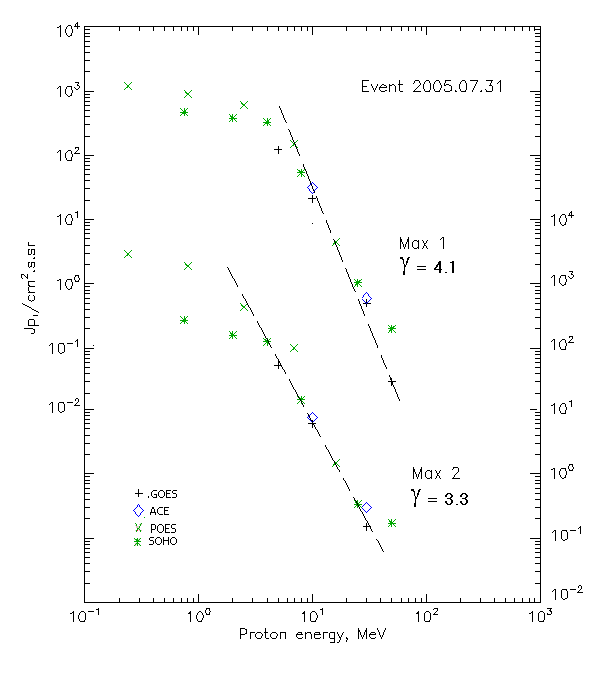 10^4
10^3
10^2
10^1
10^0
10^-1
10^-2
Jp,/cm^2.s.sr
Event 2005.07.31
Max 1
γ = 4.1
Max 2
γ = 3.3
.GOES
ACE
POES
SOHO
10^4
10^3
10^2
10^1
10^0
10^-1
10^-2
10^-1
10^0
10^1
10^2
10^3
Proton energy, MeV